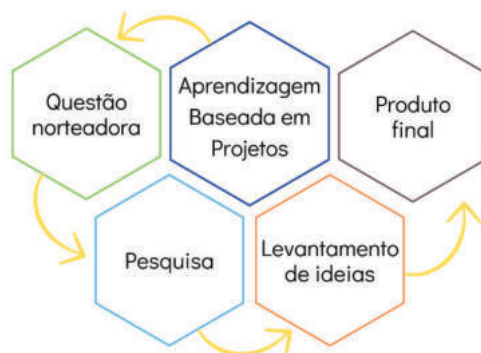 Questão
norteadora
Aprendizagem
Baseada em
Projetos
Produto
final
Pesquisa
Levantamento
de ideias